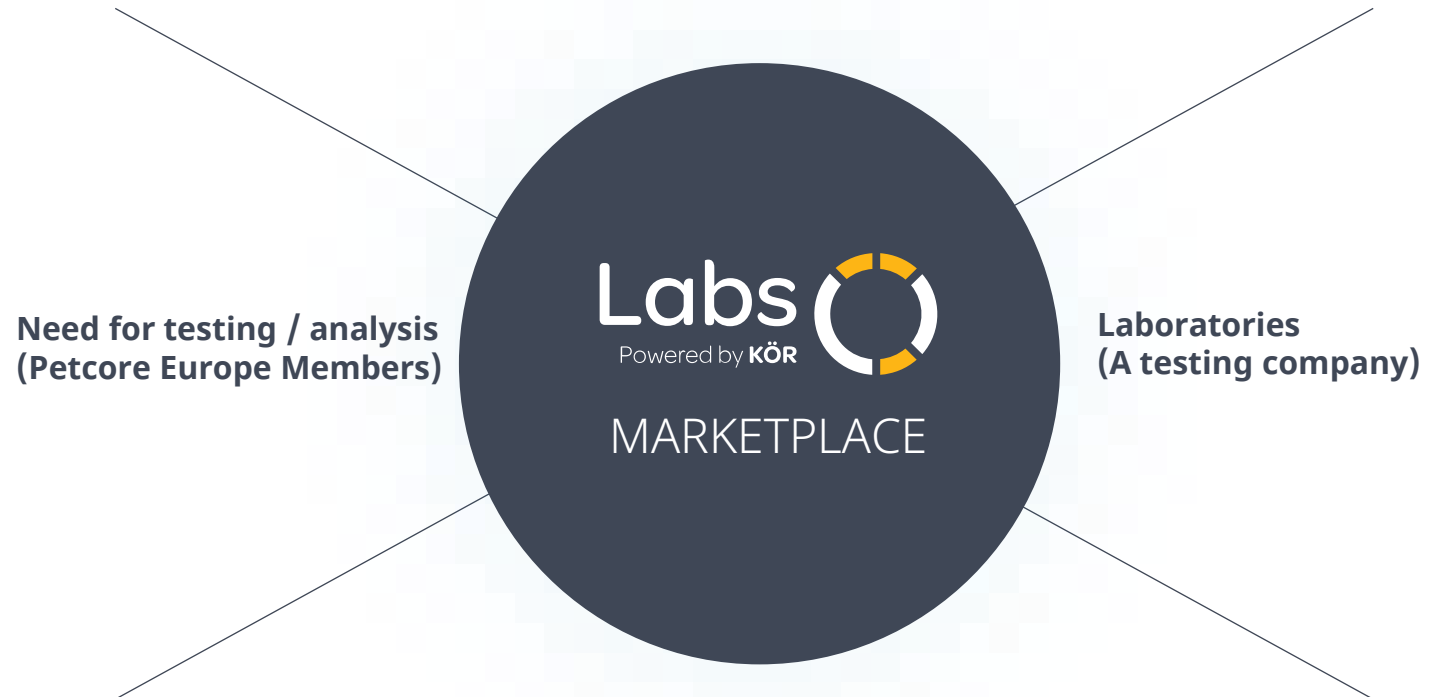 Need for testing / analysis
(Petcore Europe Members)
Labs
Powered by KÖR
MARKETPLACE
Laboratories
(A testing company)